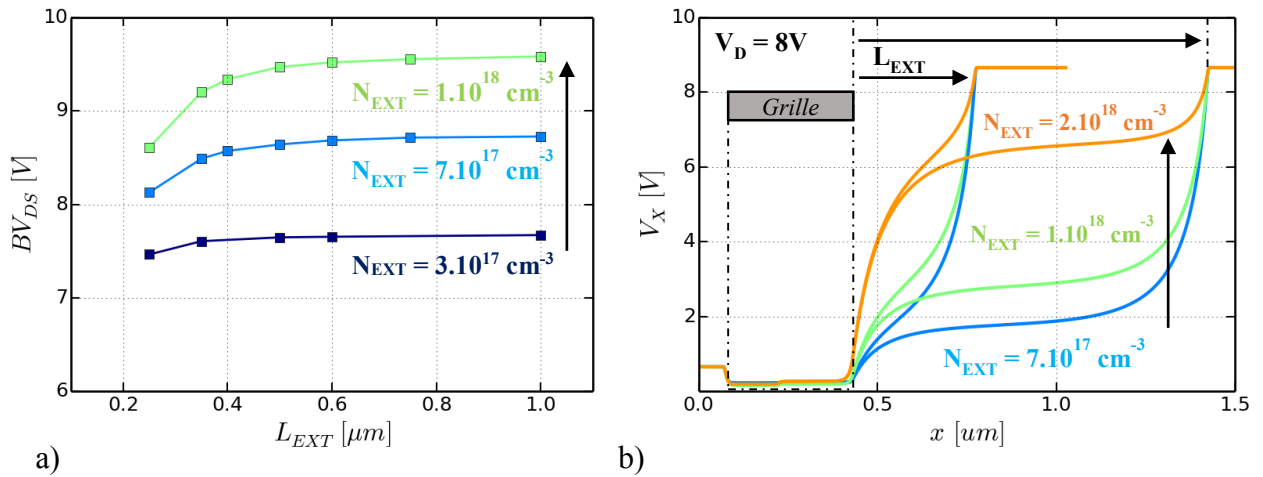 10
9
8
7
6
BV_DS [V]
N_EXT = 1.10^18 cm^-3
N_EXT = 7.10^17 cm^-3
N_EXT = 3.10^17 cm^-3
0.2 0.4 0.6 0.8 1.0
L_EXT [μm]
a)
10
8
6
4
2
V_X [V]
V_D = 8V
L_EXT
Grille
N_EXT = 2.10^18 cm^-3
N_EXT = 1.10^18 cm^-3
N_EXT = 7.10^17 cm^-3
0.0 0.5 1.0 1.5
x [um]
b)